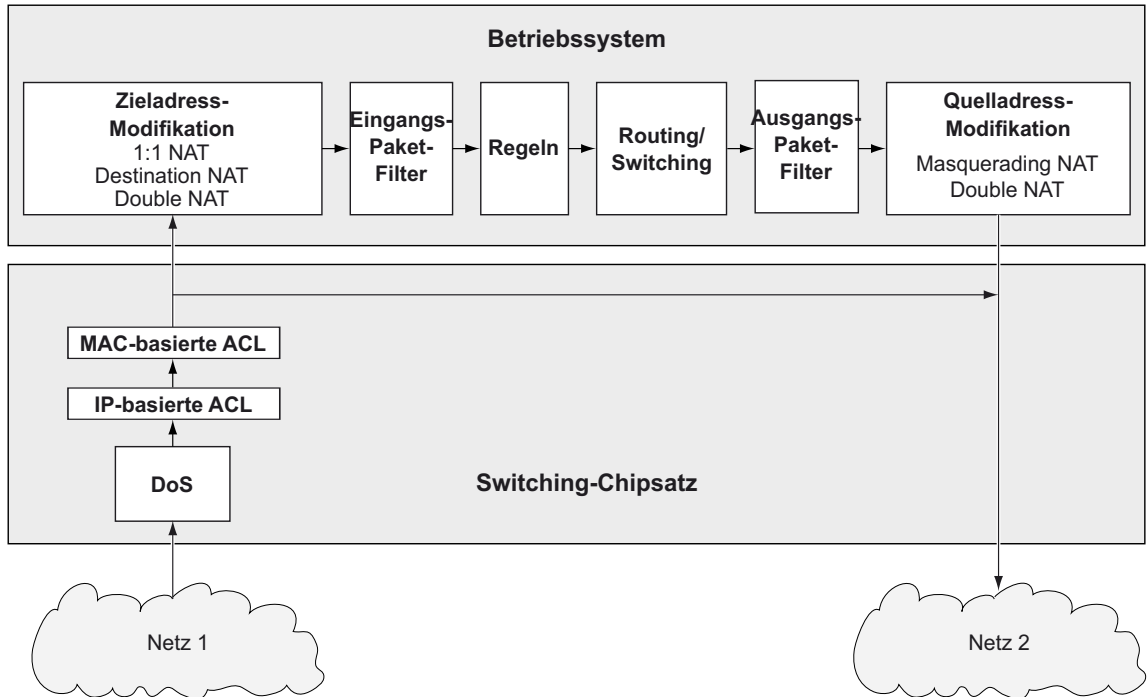 Betriebssystem
Zieladress-
Modifikation
1:1 NAT
Destination NAT
Double NAT
Eingangs-
Paket-
Filter
Regeln
Routing/
Switching
Ausgangs-
Paket-
Filter
Quelladress-
Modifikation
Masquerading NAT
Double NAT
MAC-basierte ACL
IP-basierte ACL
DoS
Switching-Chipsatz
Netz 1
Netz 2